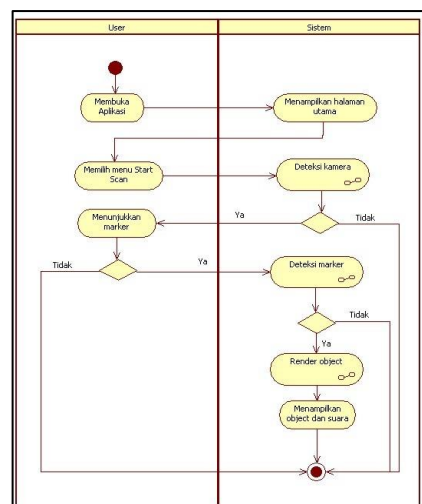 User
Sistem
Membuka
Aplikasi
Menampilkan halaman
utama
Memilih menu Start
Scan
Deteksi kamera
Menunjukkan
marker
Ya
Tidak
Tidak
Ya
Deteksi marker
Tidak
Ya
Render object
Menampilkan
object dan suara